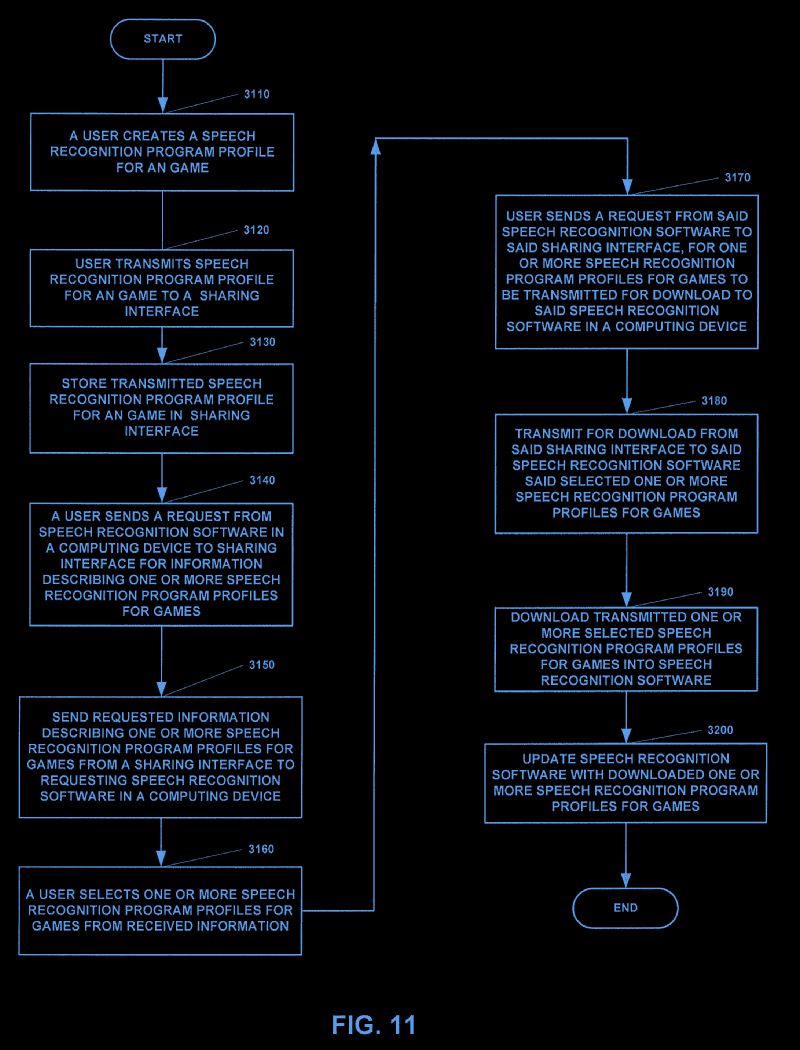 START
3110
A USER CREATES A SPEECH
RECOGNITION PROGRAM PROFILE
FOR AN GAME
3120
USER TRANSMITS SPEECH
RECOGNITION PROGRAM PROFILE
FOR AN GAME TO A SHARING
INTERFACE
3130
STORE TRANSMITTED SPEECH
RECOGNITION PROGRAM PROFILE
FOR AN GAME IN SHARING
INTERFACE
3140
A USER SENDS A REQUEST FROM
SPEECH RECOGNITION SOFTWARE IN
A COMPUTING DEVICE TO SHARING
INTERFACE FOR INFORMATION
DESCRIBING ONE OR MORE SPEECH
RECOGNITION PROGRAM PROFILES
FOR GAMES
3150
SEND REQUESTED INFORMATION
DESCRIBING ONE OR MORE SPEECH
RECOGNITION PROGRAM PROFILES FOR
GAMES FROM A SHARING INTERFACE TO
REQUESTING SPEECH RECOGNITION
SOFTWARE IN A COMPUTING DEVICE
3160
A USER SELECTS ONE OR MORE SPEECH
RECOGNITION PROGRAM PROFILES FOR
GAMES FROM RECEIVED INFORMATION
3170
USER SENDS A REQUEST FROM SAID
SPEECH RECOGNITION SOFTWARE TO
SAID SHARING INTERFACE, FOR ONE
OR MORE SPEECH RECOGNITION
PROGRAM PROFILES FOR GAMES TO
BE TRANSMITTED FOR DOWNLOAD TO
SAID SPEECH RECOGNITION
SOFTWARE IN A COMPUTING DEVICE
3180
TRANSMIT FOR DOWNLOAD FROM
SAID SHARING INTERFACE TO SAID
SPEECH RECOGNITION SOFTWARE
SAID SELECTED ONE OR MORE
SPEECH RECOGNITION PROGRAM
PROFILES FOR GAMES
3190
DOWNLOAD TRANSMITTED ONE OR
MORE SELECTED SPEECH
RECOGNITION PROGRAM PROFILES
FOR GAMES INTO SPEECH
RECOGNITION SOFTWARE
3200
UPDATE SPEECH RECOGNITION
SOFTWARE WITH DOWNLOADED ONE OR
MORE SPEECH RECOGNITION PROGRAM
PROFILES FOR GAMES
END
FIG. 11